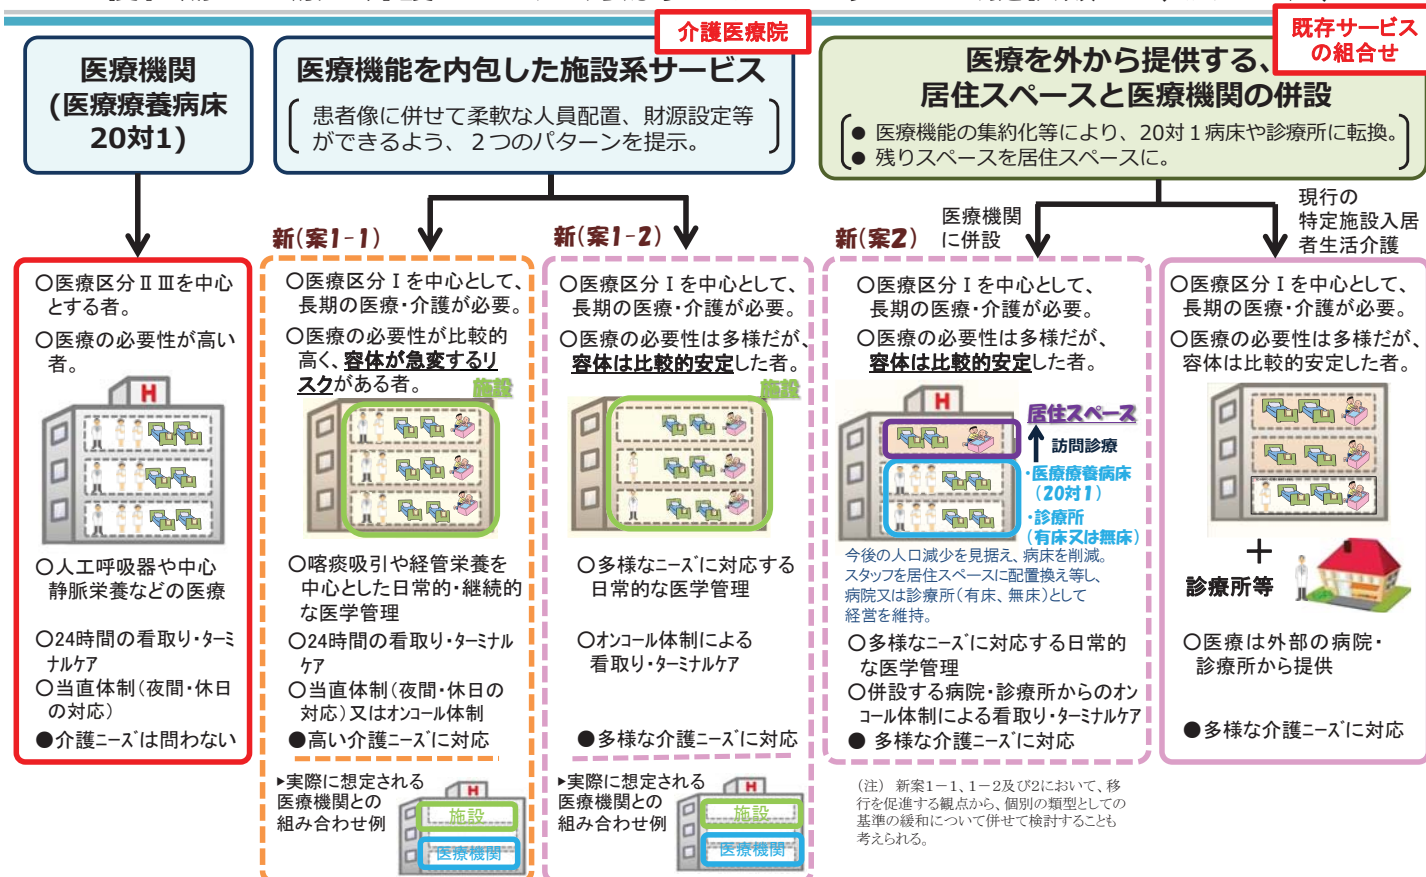 介護医療院
既存サービス
の組合せ
医療機関
(医療療養病床
20対1)
医療機能を内包した施設系サービス
患者像に併せて柔軟な人員配置、財源設定等
ができるよう、２つのパターンを提示。
医療を外から提供する、
居住スペースと医療機関の併設
● 医療機能の集約化等により、20対１病床や診療所に転換。
● 残りスペースを居住スペースに。
新(案1-1)
新(案1-2)
新(案2)
医療機関
に併設
現行の
特定施設入居
者生活介護
○医療区分ⅡⅢを中心
とする者。
○医療の必要性が高い
者。
H
○人工呼吸器や中心
静脈栄養などの医療
○24時間の看取り・ターミ
ナルケア
○当直体制(夜間・休日
の対応)
●介護ニーズは問わない
○医療区分Ⅰを中心として、
長期の医療・介護が必要。
○医療の必要性が比較的
高く、容体が急変するリ
スクがある者。
施設
○喀痰吸引や経管栄養を
中心とした日常的・継続的
な医学管理
○24時間の看取り・ターミナル
ケア
○当直体制(夜間・休日の
対応)又はオンコール体制
●高い介護ニーズに対応
▸実際に想定される
医療機関との
組み合わせ例
H
施設
医療機関
○医療区分Ⅰを中心として、
長期の医療・介護が必要。
○医療の必要性は多様だが、
容体は比較的安定した者。
施設
○多様なニーズに対応する
日常的な医学管理
○オンコール体制による
看取り・ターミナルケア
●多様な介護ニーズに対応
▸実際に想定される
医療機関との
組み合わせ例
H
施設
医療機関
○医療区分Ⅰを中心として、
長期の医療・介護が必要。
○医療の必要性は多様だが、
容体は比較的安定した者。
H
居住スペース
訪問診療
・医療療養病床
(20対1)
・診療所
(有床又は無床)
今後の人口減少を見据え、病床を削減。
スタッフを居住スペースに配置換え等し、
病院又は診療所(有床、無床)として
経営を維持。
○多様なニーズに対応する日常的
な医学管理
○併設する病院・診療所からのオン
コール体制による看取り・ターミナルケア
● 多様な介護ニーズに対応
(注) 新案1－1、1－2及び2において、移
行を促進する観点から、個別の類型としての
基準の緩和について併せて検討することも
考えられる。
○医療区分Ⅰを中心として、
長期の医療・介護が必要。
○医療の必要性は多様だが、
容体は比較的安定した者。
＋
診療所等
○医療は外部の病院・
診療所から提供
●多様な介護ニーズに対応